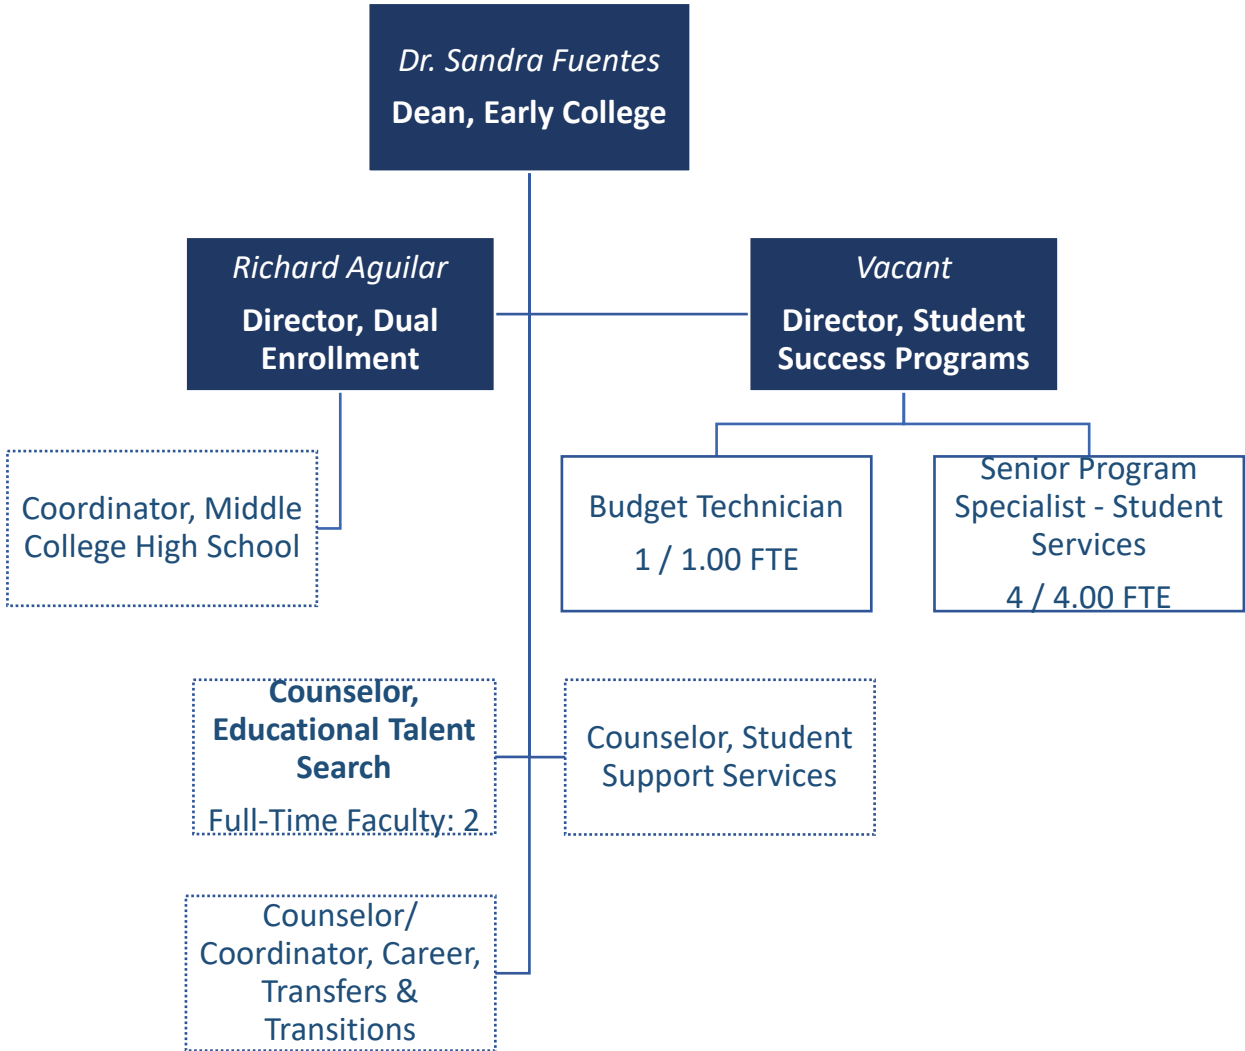 Dr. Sandra Fuentes
Dean, Early College
Richard Aguilar
Director, Dual
Enrollment
Vacant
Director, Student
Success Programs
Coordinator, Middle
College High School
Budget Technician
1 / 1.00 FTE
Senior Program
Specialist - Student
Services
4 / 4.00 FTE
Counselor,
Educational Talent
Search
Full-Time Faculty: 2
Counselor, Student
Support Services
Counselor/
Coordinator, Career,
Transfers &
Transitions